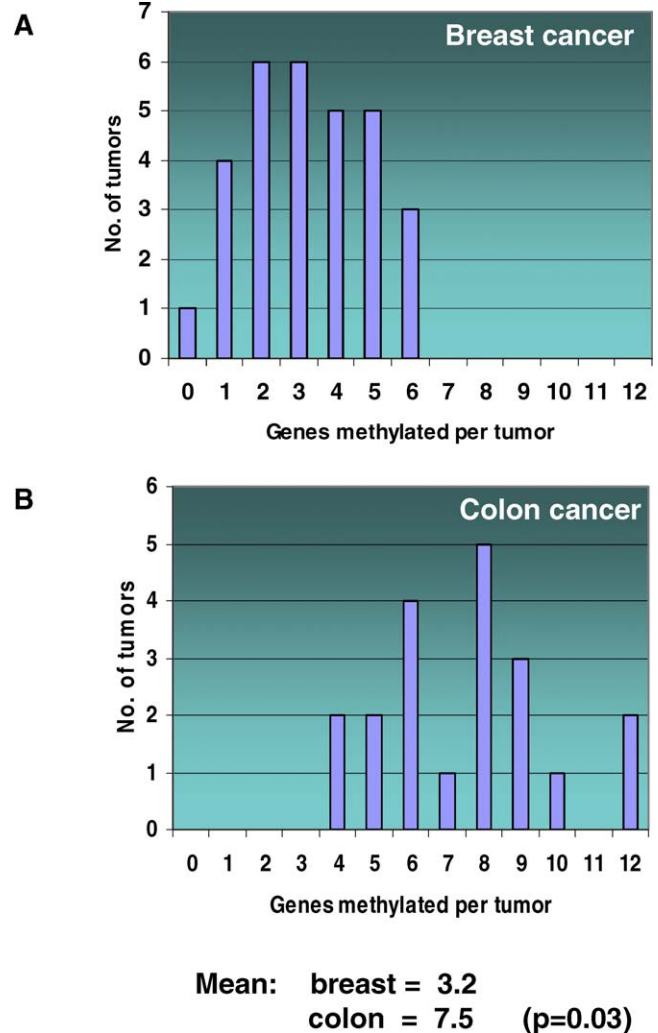 A
Breast cancer
No. of tumors
7
6
5
4
3
2
1
0
0 1 2 3 4 5 6 7 8 9 10 11 12
Genes methylated per tumor
B
Colon cancer
No. of tumors
6
5
4
3
2
1
0
0 1 2 3 4 5 6 7 8 9 10 11 12
Genes methylated per tumor
Mean: breast = 3.2
colon = 7.5 (p=0.03)